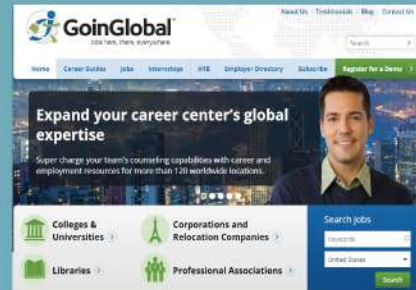 About Us | Testimonials | Blog | Contact Us
GoinGlobal
Jobs here, there, everywhere
Search
Home Career Guides Jobs Internships H1B Employer Directory Subscribe Register for a Demo
Expand your career center's global
expertise
Super charge your team's counseling capabilities with career and
employment resources for more than 120 worldwide locations.
Colleges &
Universities
Corporations and
Relocation Companies
Libraries
Professional Associations
Search Jobs
Keywords
United States
Search